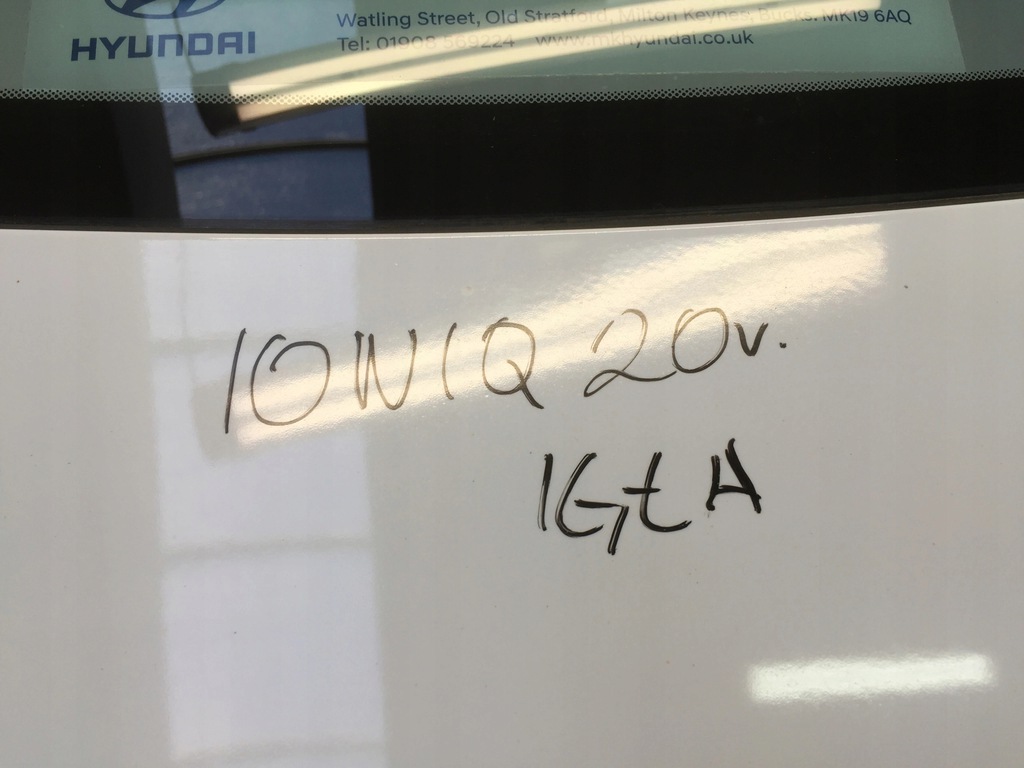 HYUNDAI
Watling Street, Old Stratford, Milton Keynes, Bucks. MK19 6AQ
Tel: 01908 569224 www.mkhyundai.co.uk
IONIQ 20v.
IGtA